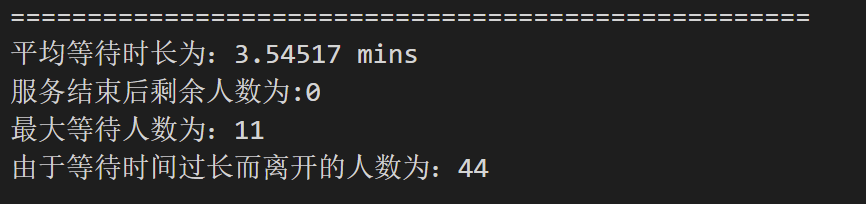 ====================================================
平均等待时长为：3.54517 mins
服务结束后剩余人数为:0
最大等待人数为：11
由于等待时间过长而离开的人数为：44